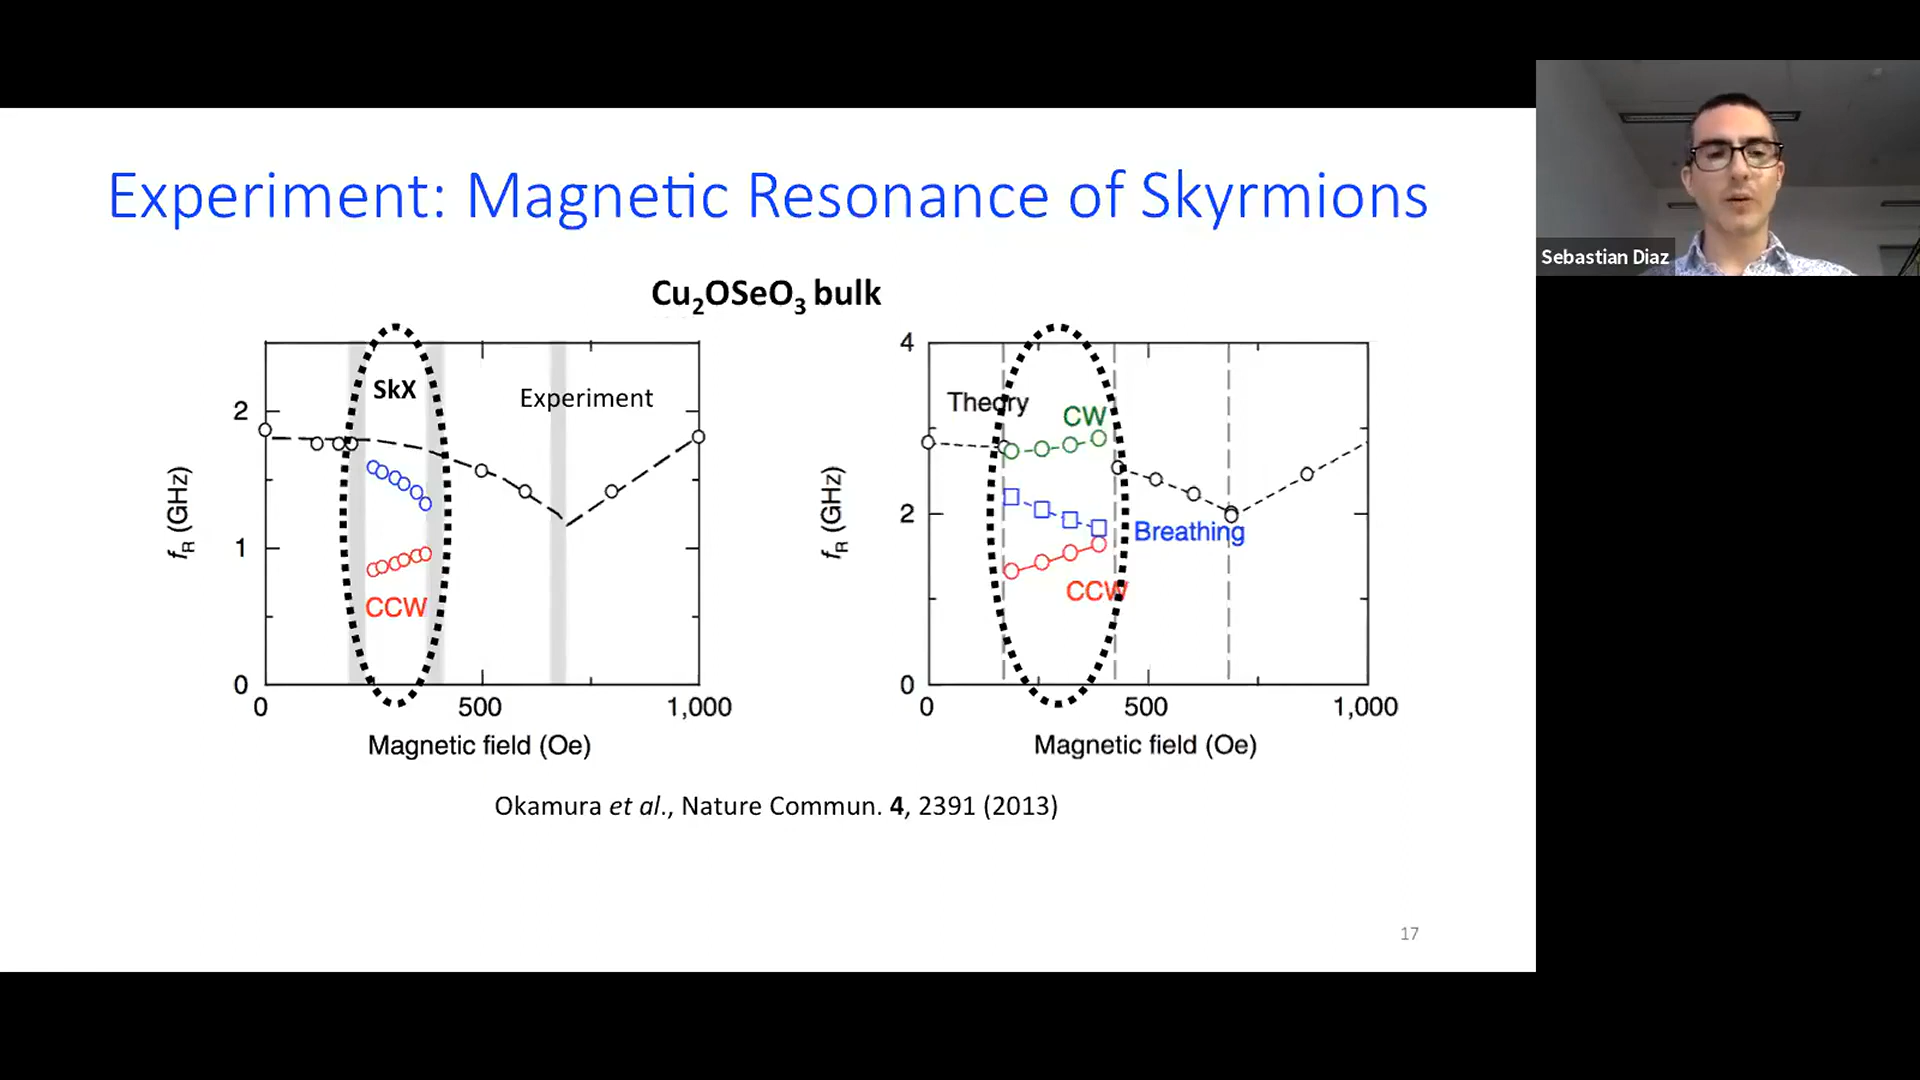 Experiment: Magnetic Resonance of Skyrmions
Sebastian Diaz
Cu₂OSeO₃ bulk
SkX
Experiment
2
1
0
CCW
f_R (GHz)
0 500 1,000
Magnetic field (Oe)
4
Theory
CW
2
Breathing
CCW
0
f_R (GHz)
0 500 1,000
Magnetic field (Oe)
Okamura et al., Nature Commun. 4, 2391 (2013)
17